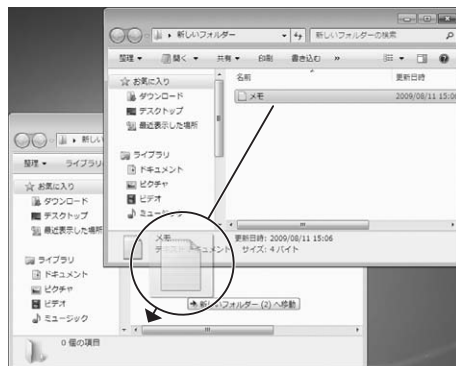 新しいフォルダー
新しいフォルダーの検索
整理 開く 共有 印刷 書き込む »
お気に入り
ダウンロード
デスクトップ
最近表示した場所
ライブラリ
ドキュメント
ピクチャ
ビデオ
ミュージック
名前 更新日時
メモ 2009/08/11 15:06
メモ 更新日時: 2009/08/11 15:06
サイズ: 4 バイト
新し
整理 ライブラリ
お気に入り
ダウンロード
デスクトップ
最近表示した場所
ライブラリ
ドキュメント
ピクチャ
ビデオ
ミュージック
新しいフォルダー (2) へ移動
0 個の項目